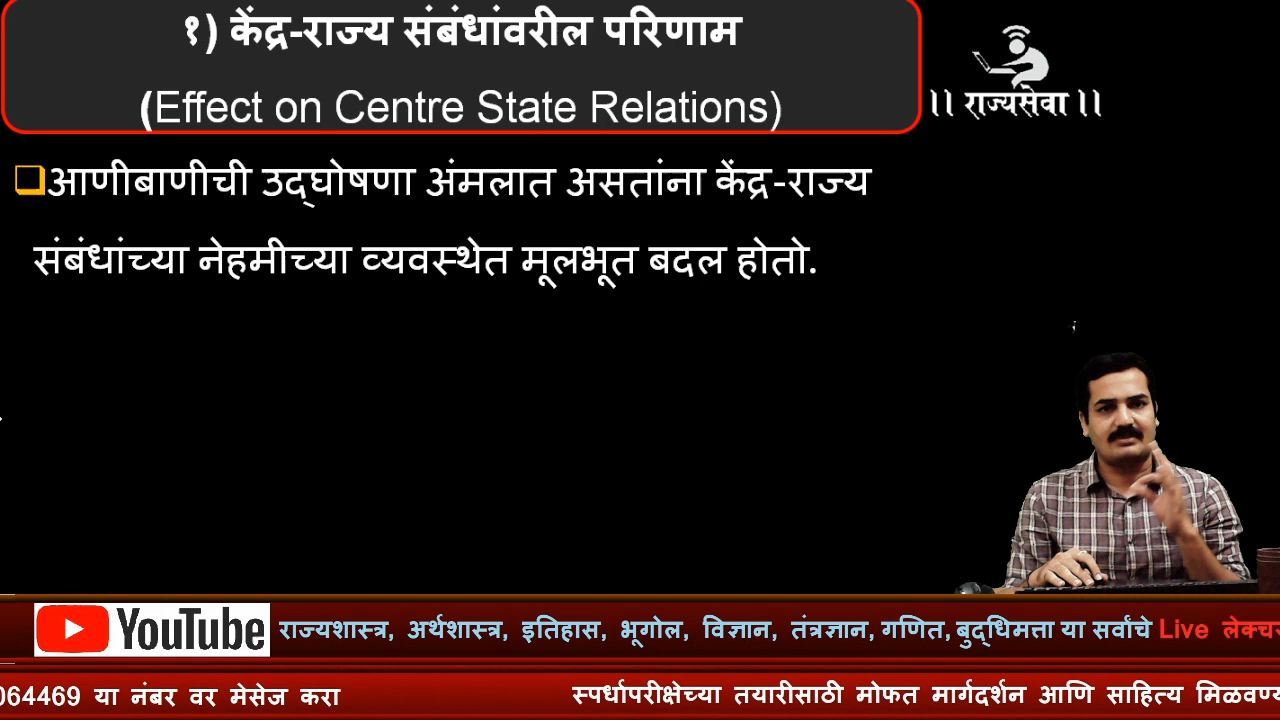 १) केंद्र-राज्य संबंधांवरील परिणाम
(Effect on Centre State Relations)
|| राज्यसेवा ||
आणीबाणीची उद्घोषणा अंमलात असतांना केंद्र-राज्य
संबंधांच्या नेहमीच्या व्यवस्थेत मूलभूत बदल होतो.
YouTube राज्यशास्त्र, अर्थशास्त्र, इतिहास, भूगोल, विज्ञान, तंत्रज्ञान, गणित, बुद्धिमत्ता या सर्वांचे Live
064469 या नंबर वर मेसेज करा स्पर्धापरीक्षेच्या तयारीसाठी मोफत मार्गदर्शन आणि साहित्य